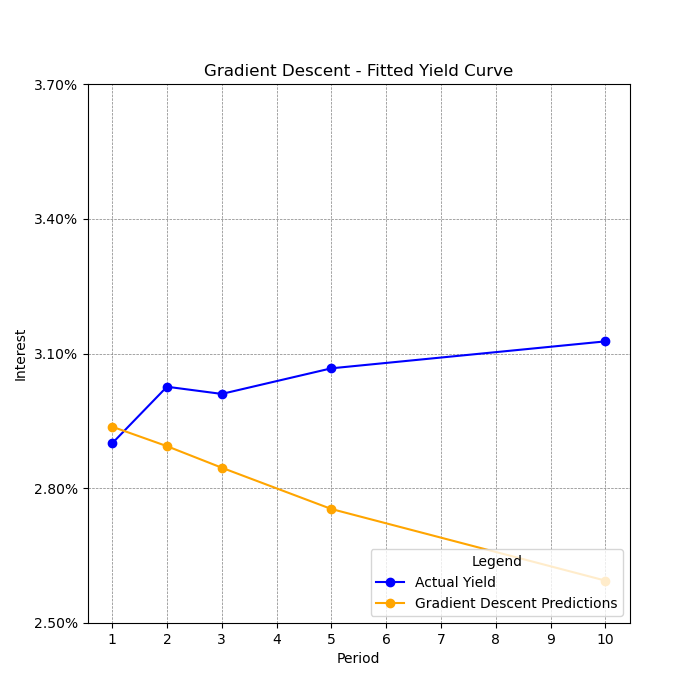 Gradient Descent - Fitted Yield Curve
3.70%
3.40%
3.10%
2.80%
2.50%
Interest
Legend
Actual Yield
Gradient Descent Predictions
1 2 3 4 5 6 7 8 9 10
Period